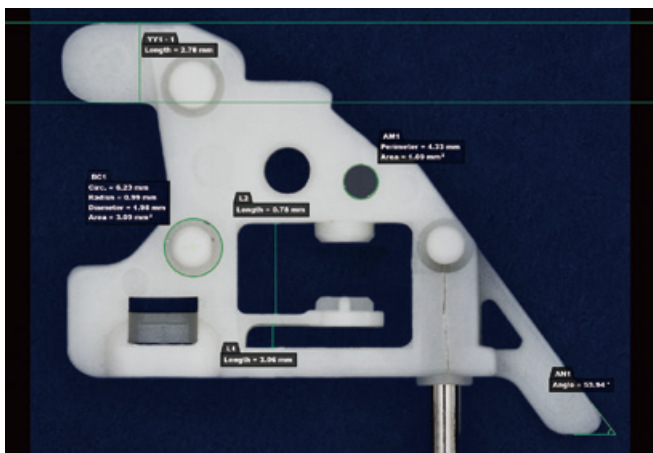 YY1 - 1
Length = 2.78 mm
AM1
Perimeter = 4.33 mm
Area = 1.09 mm²
BC1
Circ. = 6.23 mm
Radius = 0.99 mm
Diameter = 1.98 mm
Area = 3.09 mm²
L2
Length = 0.78 mm
L1
Length = 3.06 mm
AN1
Angle = 53.94 °